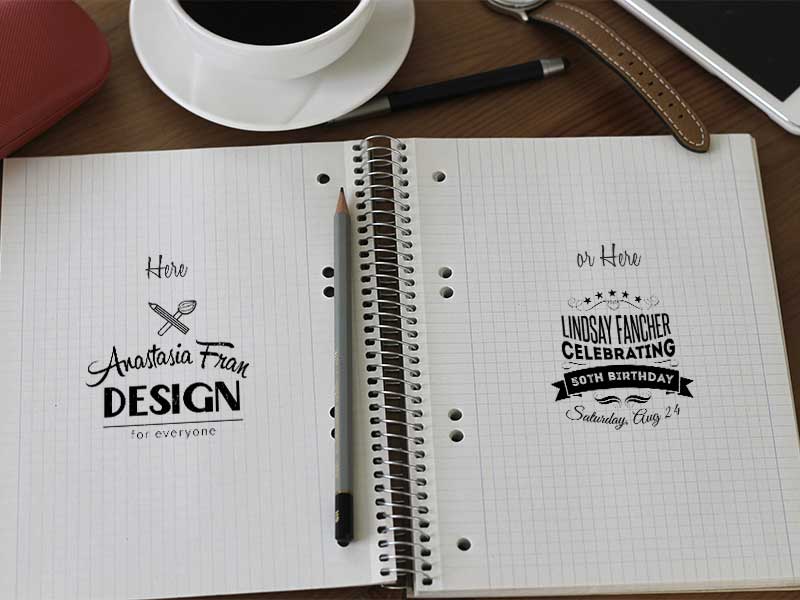 Here
Anastasia Fran
DESIGN
for everyone
or Here
LINDSAY FANCHER
CELEBRATING
50TH BIRTHDAY
Saturday, Aug 24